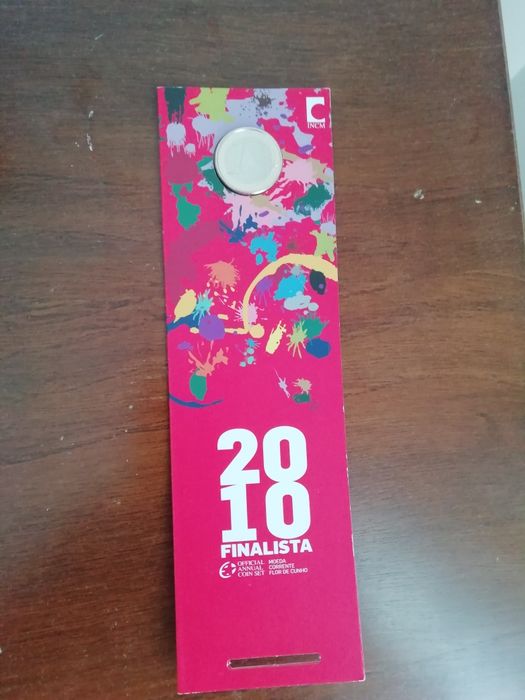 INCM
20
10
FINALISTA
OFFICIAL
ANNUAL
COIN SET
MOEDA
CORRENTE
FLOR DE CUNHO